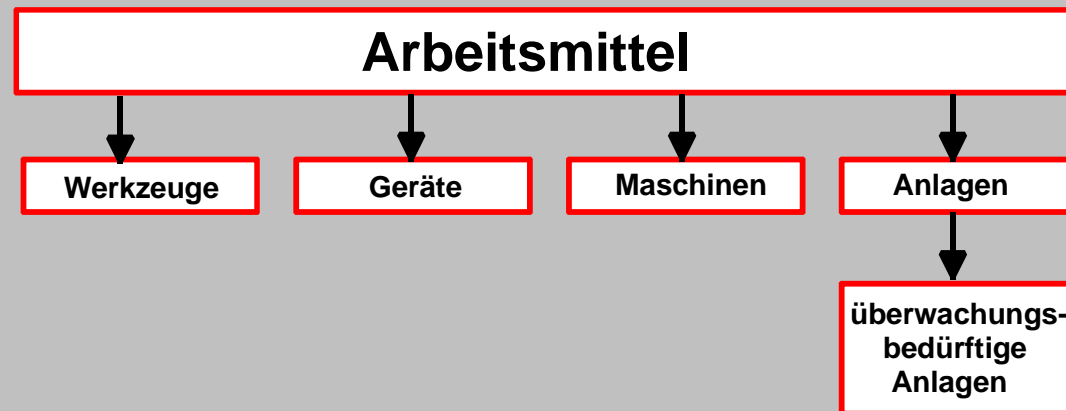 Arbeitsmittel
Werkzeuge
Geräte
Maschinen
Anlagen
überwachungs-
bedürftige
Anlagen